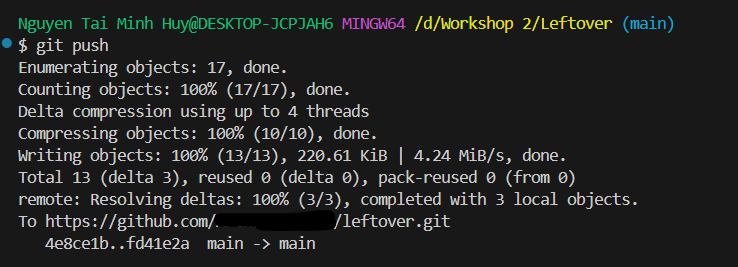 Nguyen Tai Minh Huy@DESKTOP-JCPJAH6 MINGW64 /d/Workshop 2/Leftover (main)
$ git push
Enumerating objects: 17, done.
Counting objects: 100% (17/17), done.
Delta compression using up to 4 threads
Compressing objects: 100% (10/10), done.
Writing objects: 100% (13/13), 220.61 KiB | 4.24 MiB/s, done.
Total 13 (delta 3), reused 0 (delta 0), pack-reused 0 (from 0)
remote: Resolving deltas: 100% (3/3), completed with 3 local objects.
To https://github.com/ /leftover.git
4e8ce1b..fd41e2a  main -> main